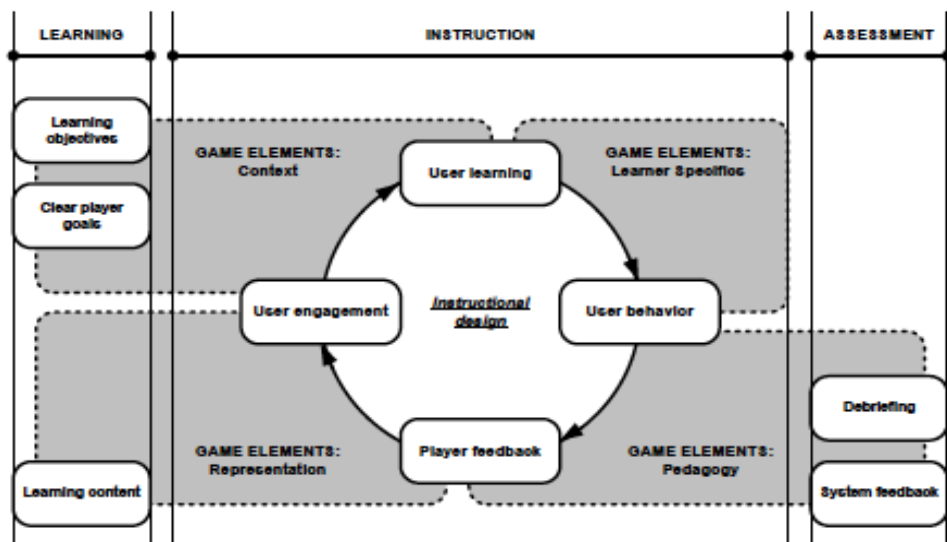 LEARNING
INSTRUCTION
ASSESSMENT
Learning
objectives
GAME ELEMENTS:
Context
User learning
GAME ELEMENTS:
Learner Specifics
Clear player
goals
User engagement
Instructional
design
User behavior
Debriefing
GAME ELEMENTS:
Representation
Player feedback
GAME ELEMENTS:
Pedagogy
Learning content
System feedback